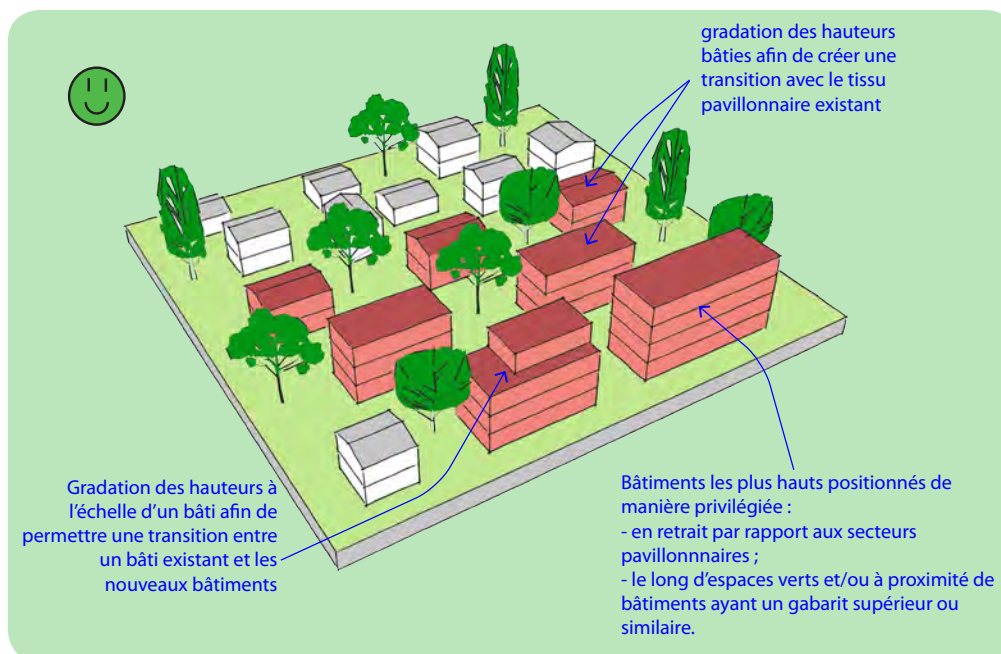 gradation des hauteurs
bâties afin de créer une
transition avec le tissu
pavillonnaire existant
Gradation des hauteurs à
l'échelle d'un bâti afin de
permettre une transition entre
un bâti existant et les
nouveaux bâtiments
Bâtiments les plus hauts positionnés de
manière privilégiée :
- en retrait par rapport aux secteurs
pavillonnnaires ;
- le long d'espaces verts et/ou à proximité de
bâtiments ayant un gabarit supérieur ou
similaire.